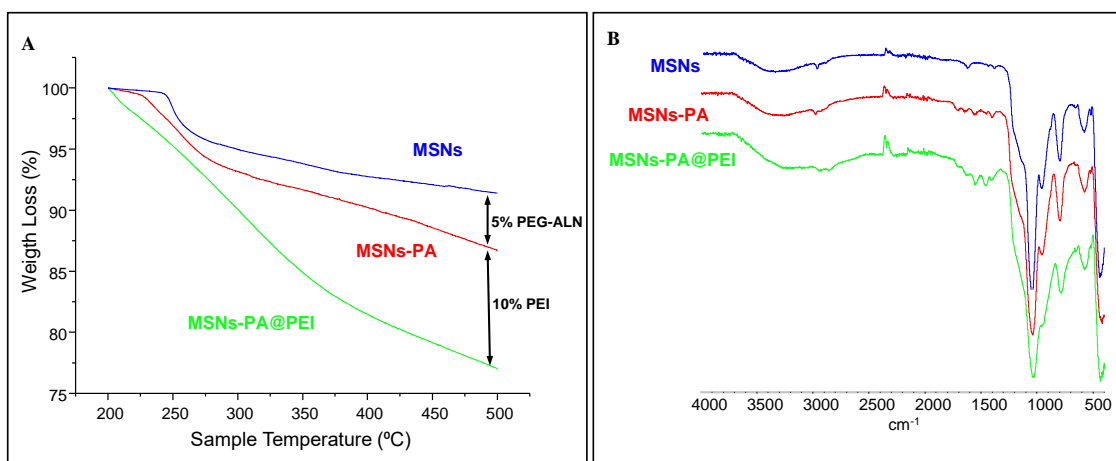 A
100
95
90
85
80
75
Weigth Loss (%)
MSNs
5% PEG-ALN
MSNs-PA
10% PEI
MSNs-PA@PEI
200 250 300 350 400 450 500
Sample Temperature (ºC)
B
MSNs
MSNs-PA
MSNs-PA@PEI
4000 3500 3000 2500 2000 1500 1000 500
cm-1